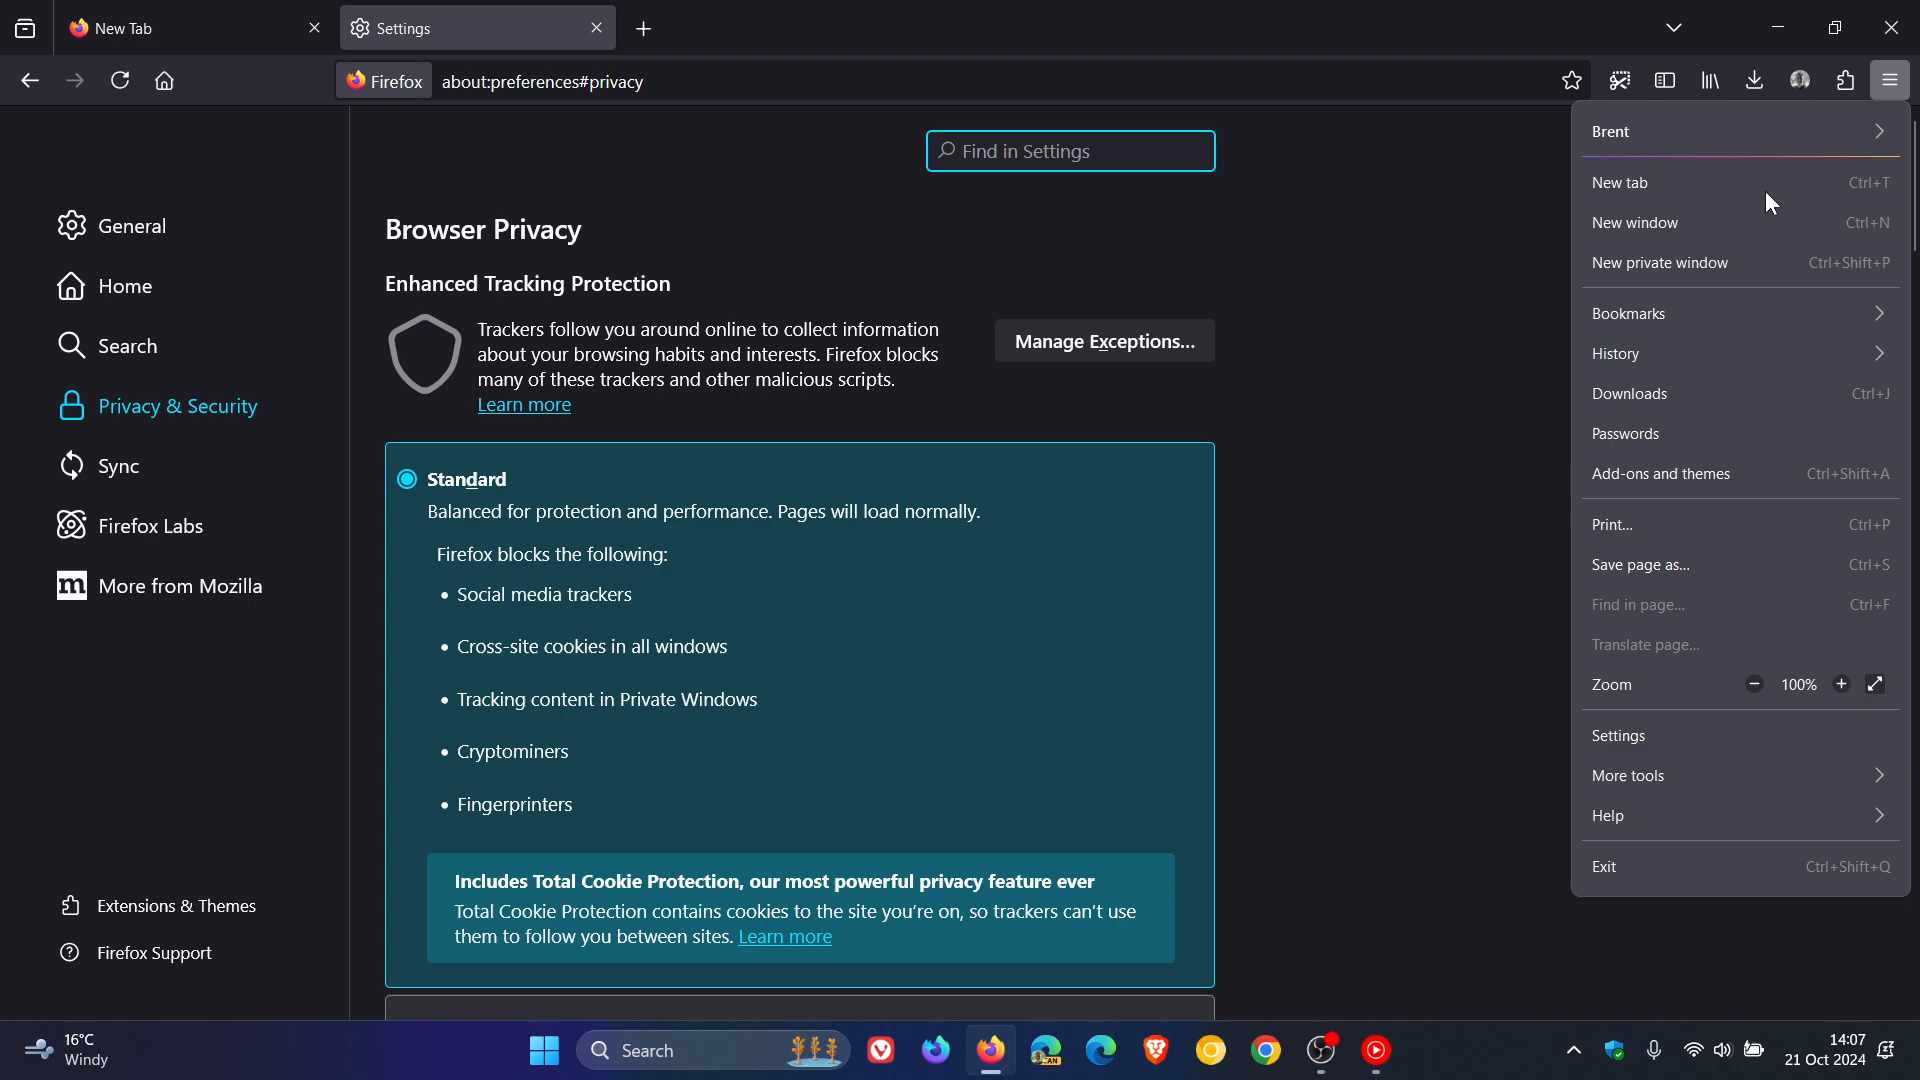 New Tab
Settings
Firefox
about:preferences#privacy
Find in Settings
General
Home
Search
Privacy & Security
Sync
Firefox Labs
More from Mozilla
Extensions & Themes
Firefox Support
Browser Privacy
Enhanced Tracking Protection
Trackers follow you around online to collect information
about your browsing habits and interests. Firefox blocks
many of these trackers and other malicious scripts.
Learn more
Manage Exceptions...
Standard
Balanced for protection and performance. Pages will load normally.
Firefox blocks the following:
• Social media trackers
• Cross-site cookies in all windows
• Tracking content in Private Windows
• Cryptominers
• Fingerprinters
Includes Total Cookie Protection, our most powerful privacy feature ever
Total Cookie Protection contains cookies to the site you're on, so trackers can't use
them to follow you between sites. Learn more
Brent
New tab Ctrl+T
New window Ctrl+N
New private window Ctrl+Shift+P
Bookmarks
History
Downloads Ctrl+J
Passwords
Add-ons and themes Ctrl+Shift+A
Print... Ctrl+P
Save page as... Ctrl+S
Find in page... Ctrl+F
Translate page...
Zoom 100%
Settings
More tools
Help
Exit Ctrl+Shift+Q
16°C
Windy
Search
CAN
14:07
21 Oct 2024